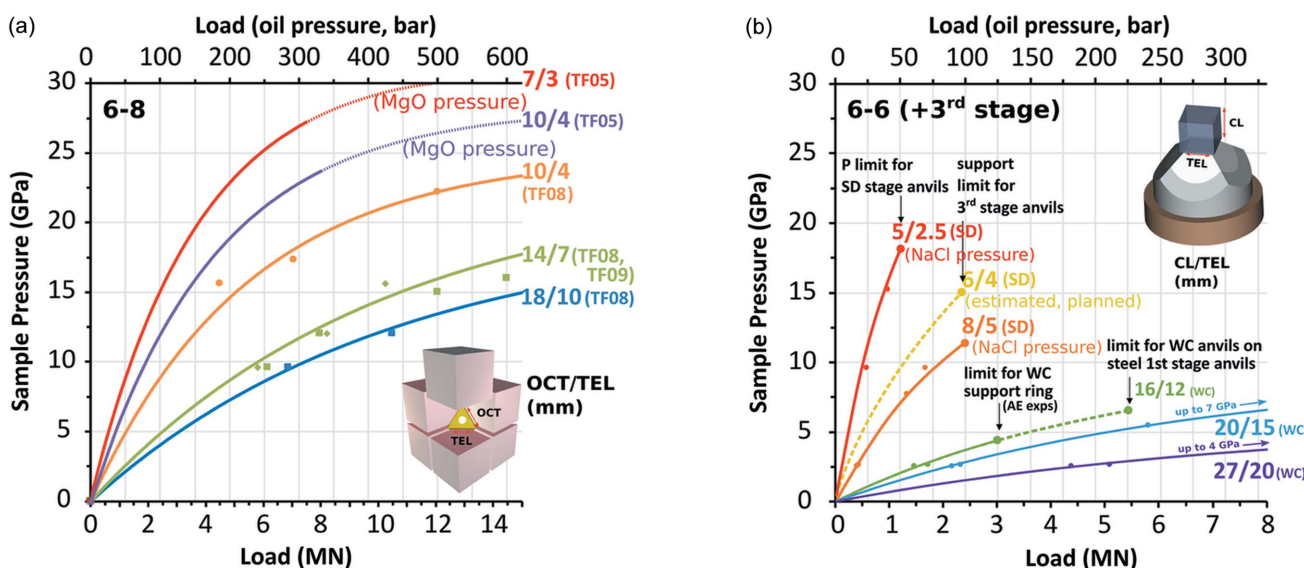 (a)
Load (oil pressure, bar)
0 100 200 300 400 500 600
30
25
20
15
10
5
0
Sample Pressure (GPa)
6-8
7/3 (TF05)
(MgO pressure)
10/4 (TF05)
(MgO pressure)
10/4
(TF08)
14/7 (TF08,
TF09)
18/10 (TF08)
OCT/TEL
(mm)
OCT
TEL
0 2 4 6 8 10 12 14
Load (MN)
(b)
Load (oil pressure, bar)
0 50 100 150 200 250 300
30
25
20
15
10
5
0
Sample Pressure (GPa)
6-6 (+3rd stage)
CL
TEL
CL/TEL
(mm)
P limit for
SD stage anvils
support
limit for
3rd stage anvils
5/2.5 (SD)
(NaCl pressure)
6/4 (SD)
(estimated, planned)
8/5 (SD)
(NaCl pressure)
limit for WC
support ring
(AE exps)
limit for WC anvils on
steel 1st stage anvils
16/12 (WC)
up to 7 GPa
20/15 (WC
up to 4 GPa
27/20 (WC)
0 1 2 3 4 5 6 7 8
Load (MN)